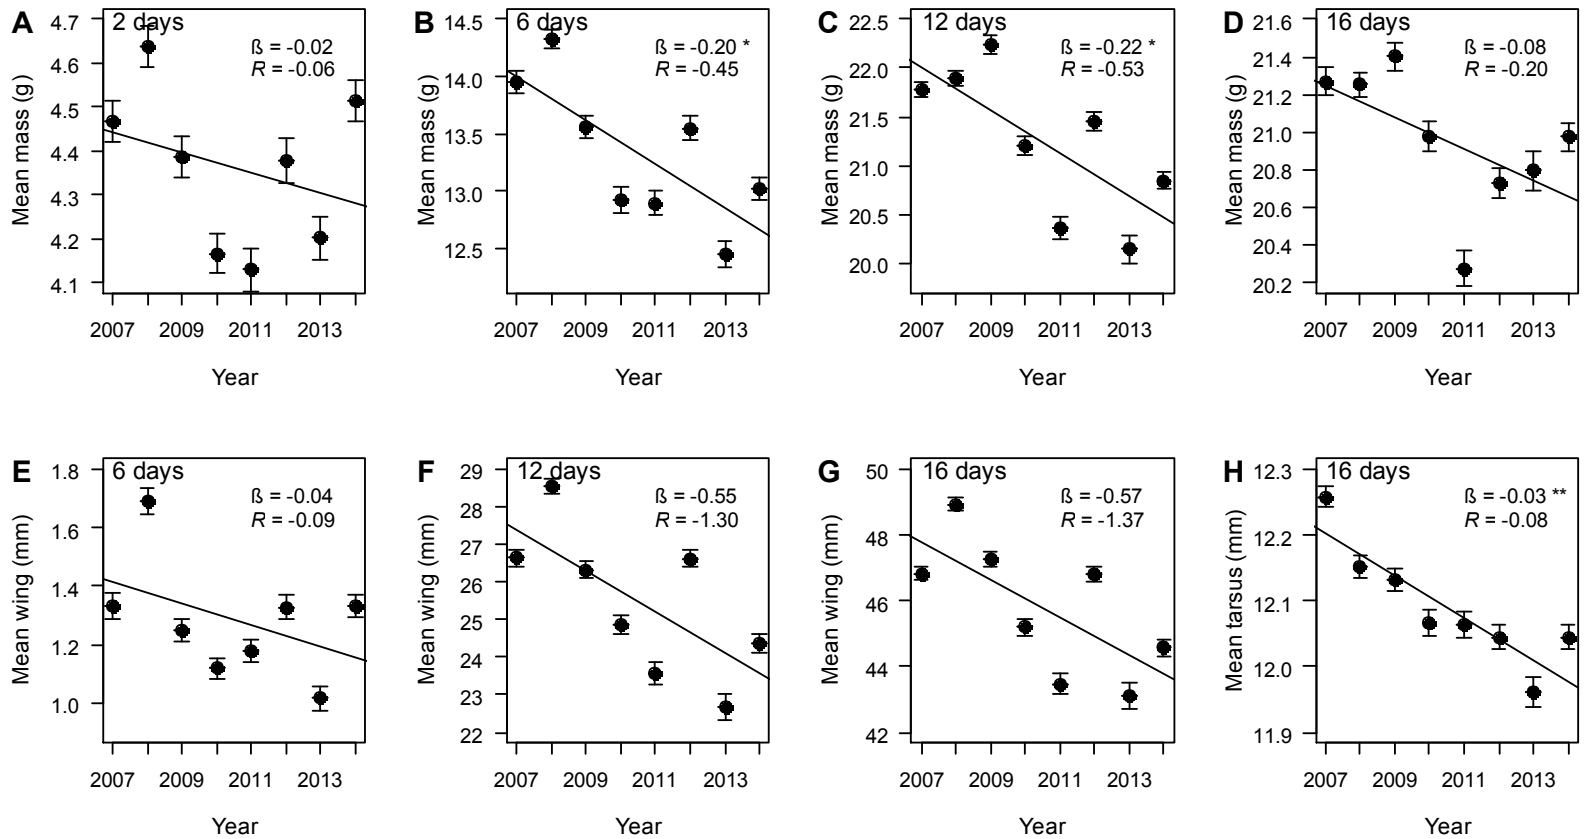 A
2 days
ß = -0.02
R = -0.06
Mean mass (g)
4.7
4.6
4.5
4.4
4.3
4.2
4.1
2007 2009 2011 2013
Year
B
6 days
ß = -0.20 *
R = -0.45
Mean mass (g)
14.5
14.0
13.5
13.0
12.5
2007 2009 2011 2013
Year
C
12 days
ß = -0.22 *
R = -0.53
Mean mass (g)
22.5
22.0
21.5
21.0
20.5
20.0
2007 2009 2011 2013
Year
D
16 days
ß = -0.08
R = -0.20
Mean mass (g)
21.6
21.4
21.2
21.0
20.8
20.6
20.4
20.2
2007 2009 2011 2013
Year
E
6 days
ß = -0.04
R = -0.09
Mean wing (mm)
1.8
1.6
1.4
1.2
1.0
2007 2009 2011 2013
Year
F
12 days
ß = -0.55
R = -1.30
Mean wing (mm)
29
28
27
26
25
24
23
22
2007 2009 2011 2013
Year
G
16 days
ß = -0.57
R = -1.37
Mean wing (mm)
50
48
46
44
42
2007 2009 2011 2013
Year
H
16 days
ß = -0.03 **
R = -0.08
Mean tarsus (mm)
12.3
12.2
12.1
12.0
11.9
2007 2009 2011 2013
Year